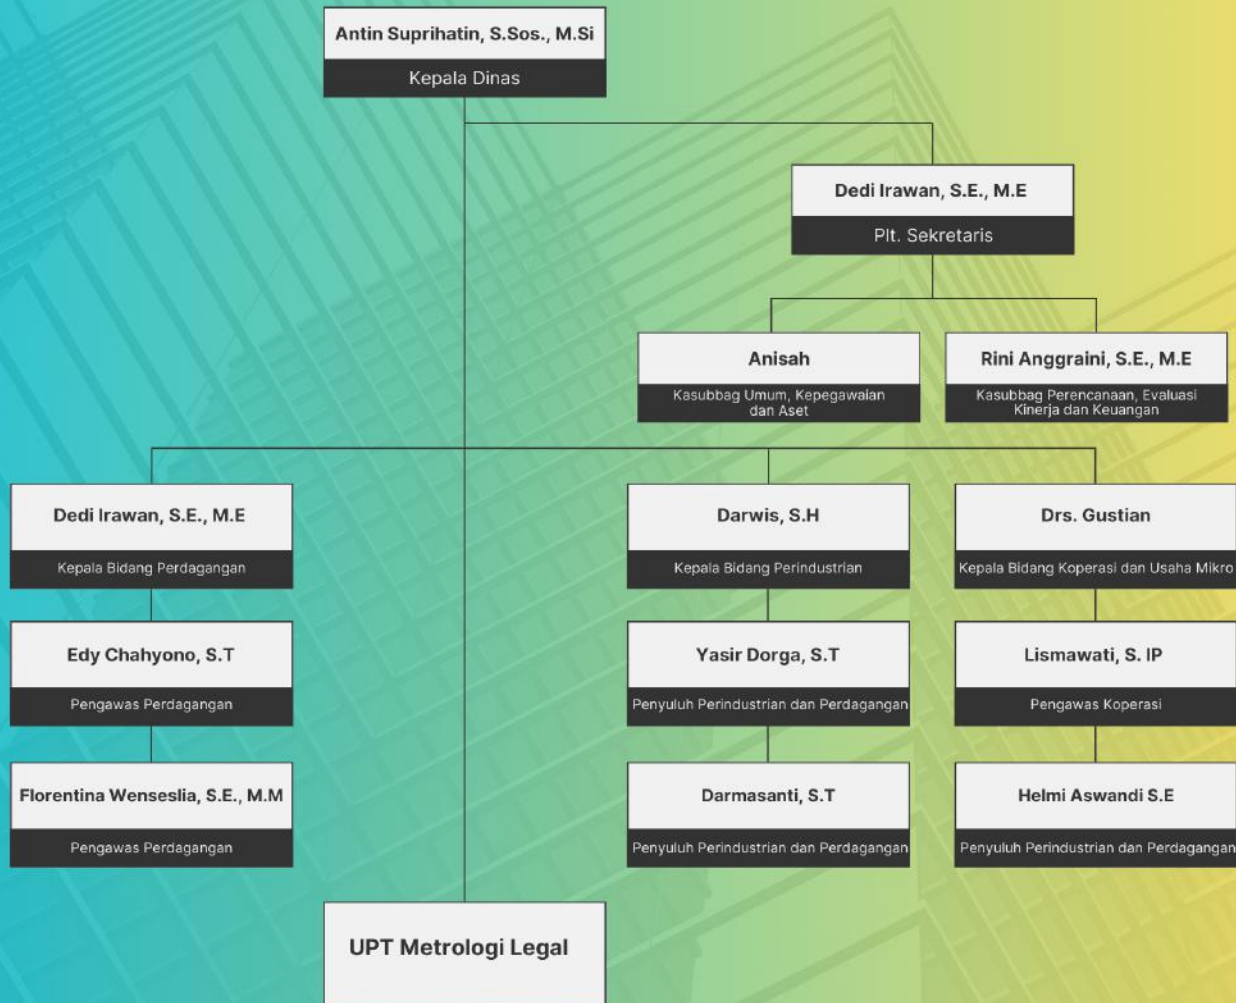 Antin Suprihatin, S.Sos., M.Si
Kepala Dinas
Dedi Irawan, S.E., M.E
Plt. Sekretaris
Anisah
Kasubbag Umum, Kepegawaian
dan Aset
Rini Anggraini, S.E., M.E
Kasubbag Perencanaan, Evaluasi
Kinerja dan Keuangan
Dedi Irawan, S.E., M.E
Kepala Bidang Perdagangan
Darwis, S.H
Kepala Bidang Perindustrian
Drs. Gustian
Kepala Bidang Koperasi dan Usaha Mikro
Edy Chahyono, S.T
Pengawas Perdagangan
Yasir Dorga, S.T
Penyuluh Perindustrian dan Perdagangan
Lismawati, S. IP
Pengawas Koperasi
Florentina Wenseslia, S.E., M.M
Pengawas Perdagangan
Darmasanti, S.T
Penyuluh Perindustrian dan Perdagangan
Helmi Aswandi S.E
Penyuluh Perindustrian dan Perdagangan
UPT Metrologi Legal